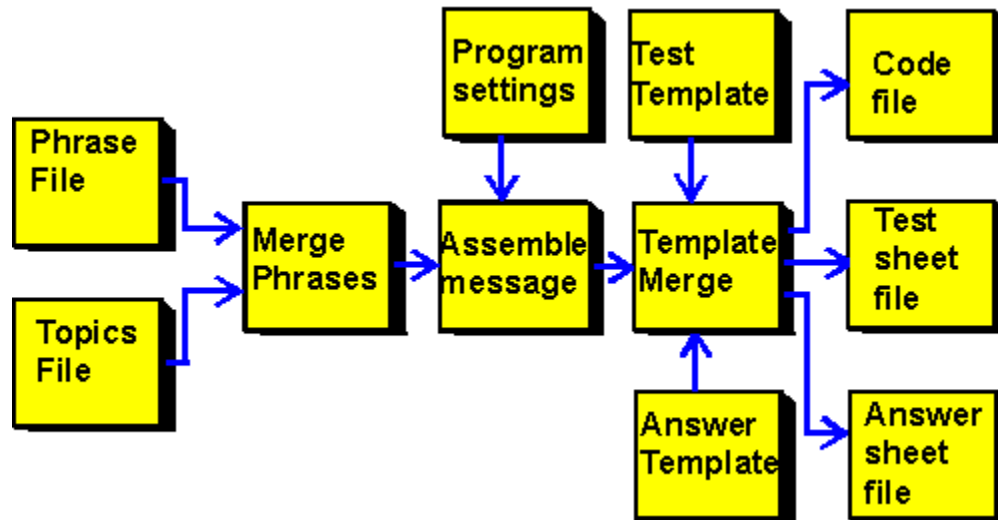 Program
settings
Test
Template
Code
file
Phrase
File
Merge
Phrases
Assemble
message
Template
Merge
Test
sheet
file
Topics
File
Answer
Template
Answer
sheet
file